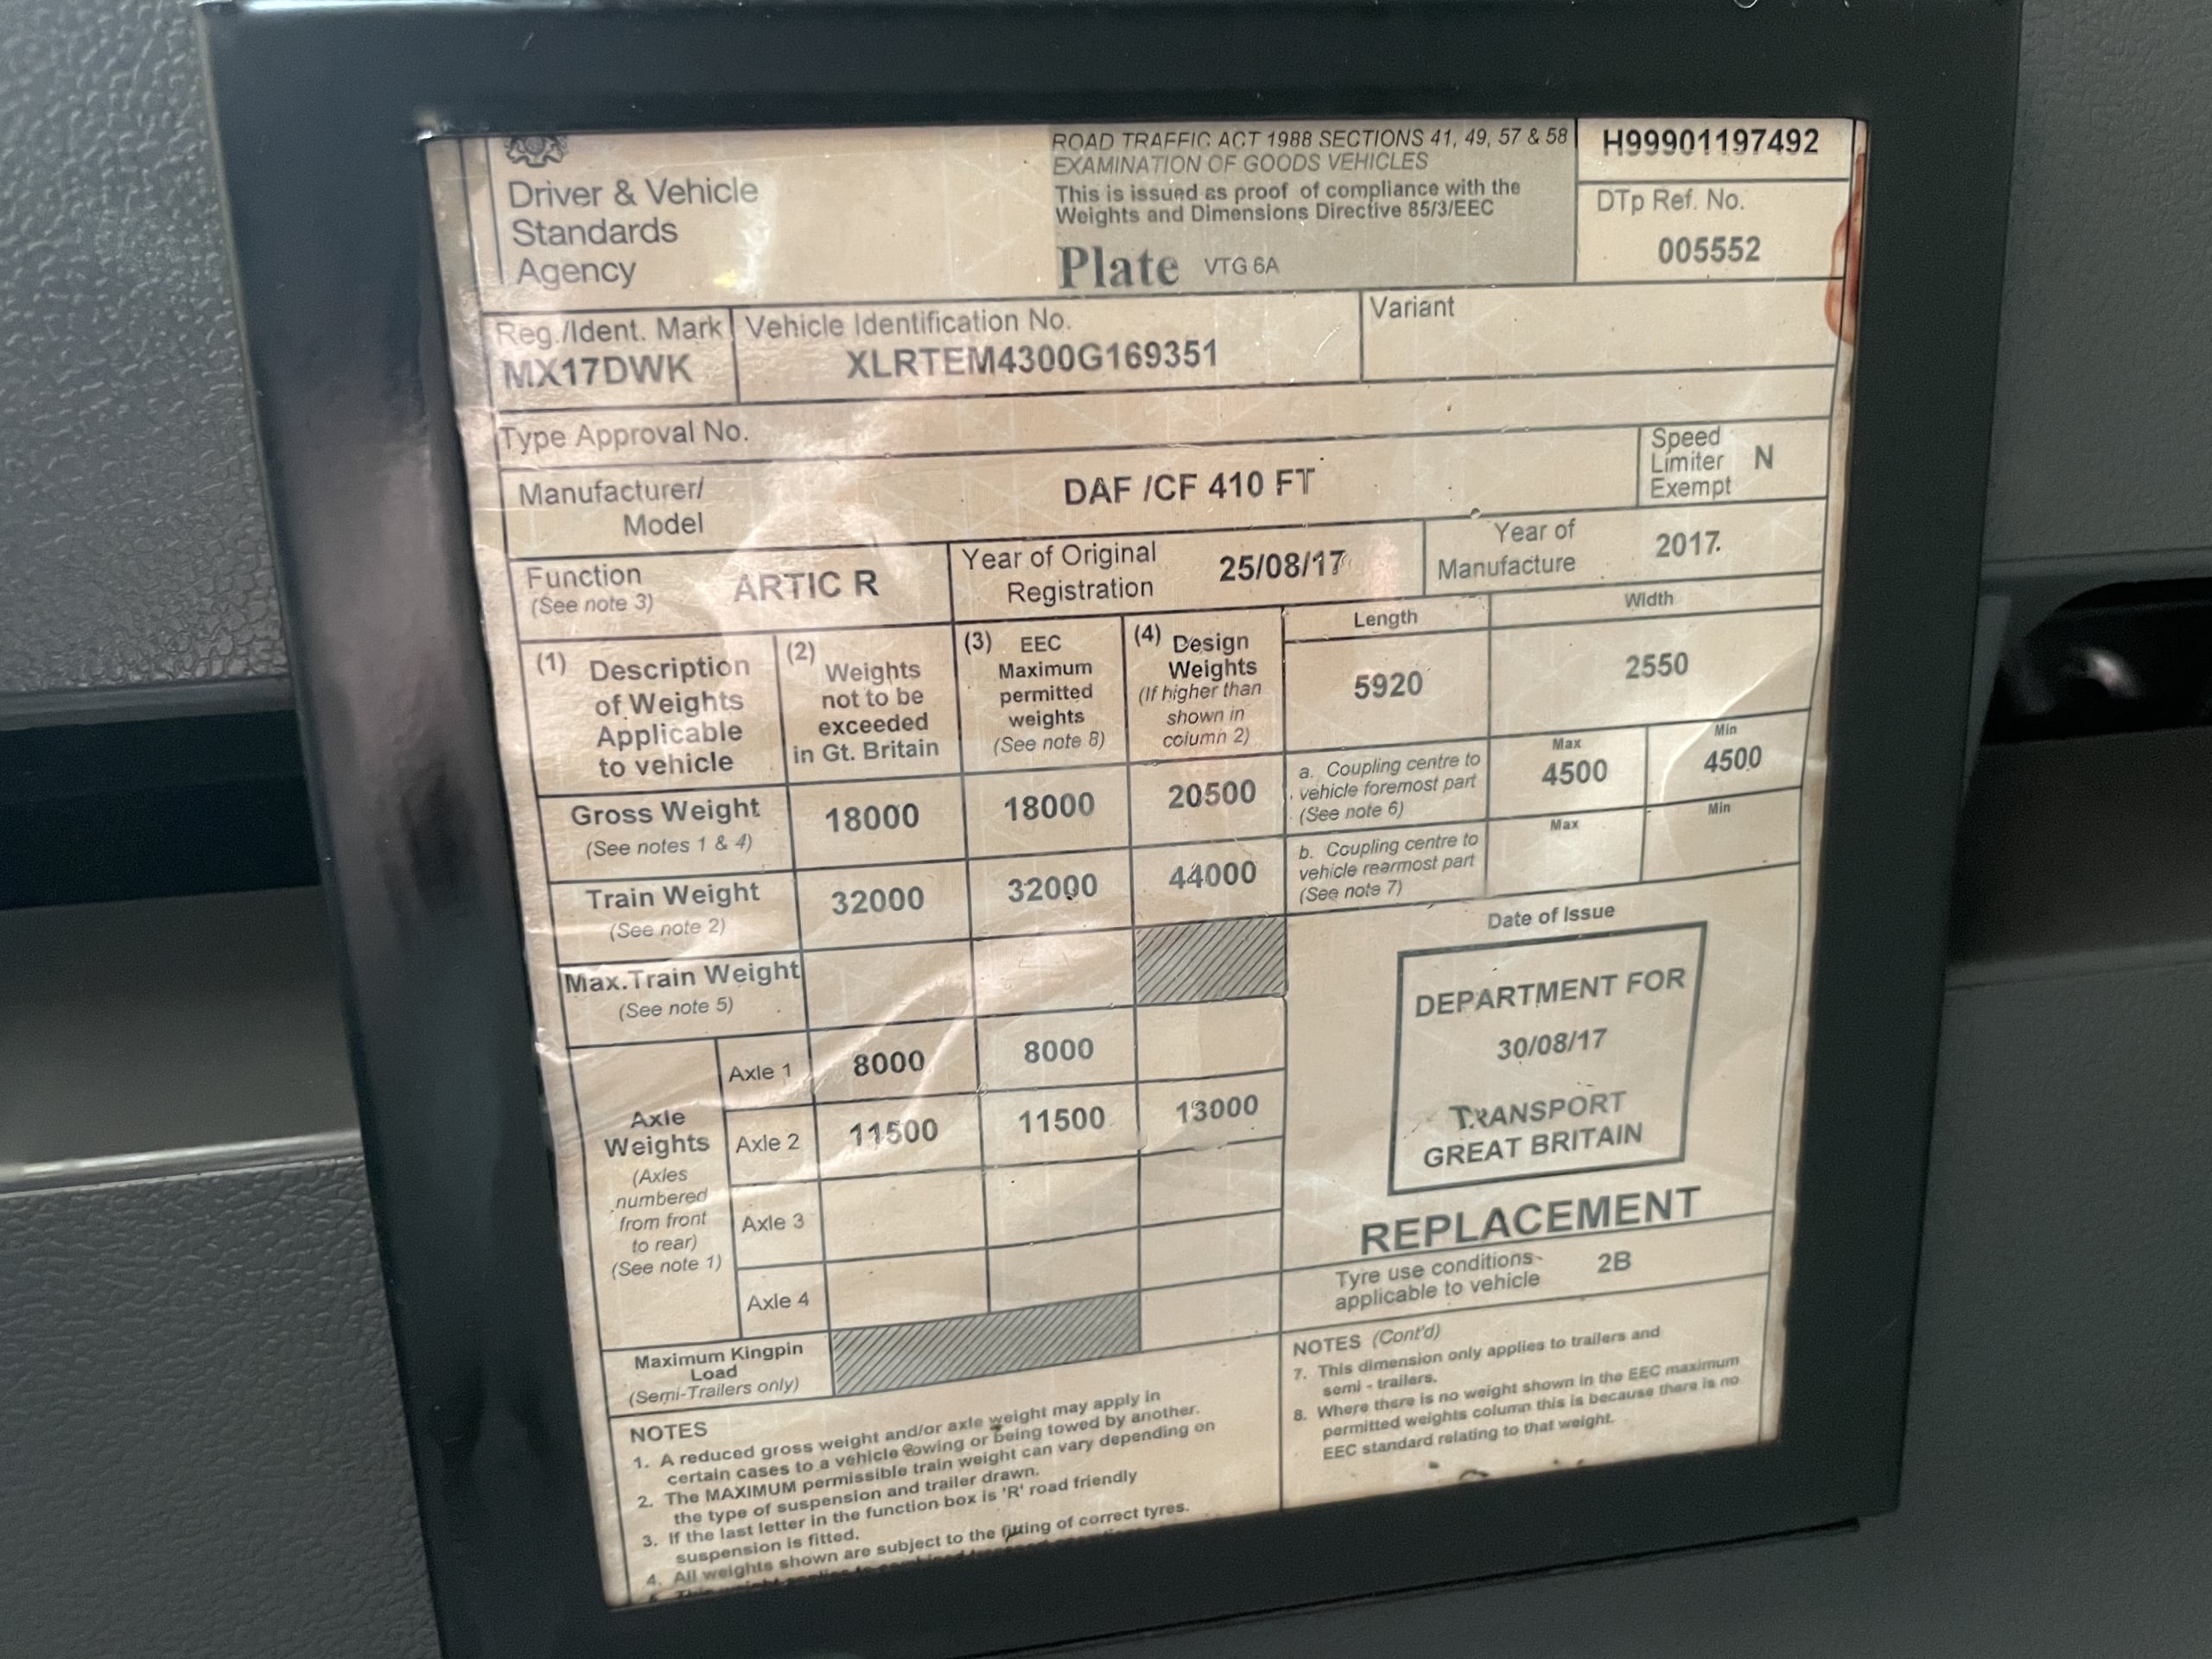 Driver & Vehicle
Standards
Agency
ROAD TRAFFIC ACT 1988 SECTIONS 41, 49, 57 & 58
EXAMINATION OF GOODS VEHICLES
This is issued as proof of compliance with the
Weights and Dimensions Directive 85/3/EEC
Plate VTG 6A
H99901197492
DTp Ref. No.
005552
Reg./Ident. Mark
MX17DWK
Vehicle Identification No.
XLRTEM4300G169351
Variant
Type Approval No.
Manufacturer/
Model
DAF /CF 410 FT
Speed
Limiter
Exempt
N
Function
(See note 3)
ARTIC R
Year of Original
Registration
25/08/17
Year of
Manufacture
2017
(1) Description
of Weights
Applicable
to vehicle
(2) Weights
not to be
exceeded
in Gt. Britain
(3) EEC
Maximum
permitted
weights
(See note 8)
(4) Design
Weights
(If higher than
shown in
column 2)
Length
5920
Width
2550
Gross Weight
(See notes 1 & 4)
18000
18000
20500
a. Coupling centre to
vehicle foremost part
(See note 6)
Max
4500
Min
4500
Train Weight
(See note 2)
32000
32000
44000
b. Coupling centre to
vehicle rearmost part
(See note 7)
Max
Min
Max.Train Weight
(See note 5)
Date of Issue
DEPARTMENT FOR
30/08/17
TRANSPORT
GREAT BRITAIN
REPLACEMENT
Axle
Weights
(Axles
numbered
from front
to rear)
(See note 1)
Axle 1
8000
8000
Axle 2
11500
11500
13000
Axle 3
Axle 4
Tyre use conditions
applicable to vehicle
2B
Maximum Kingpin
Load
(Semi-Trailers only)
NOTES
1. A reduced gross weight and/or axle weight may apply in
certain cases to a vehicle towing or being towed by another.
2. The MAXIMUM permissible train weight can vary depending on
the type of suspension and trailer drawn.
3. If the last letter in the function box is 'R' road friendly
suspension is fitted.
4. All weights shown are subject to the fitting of correct tyres.
NOTES (Cont'd)
7. This dimension only applies to trailers and
semi - trailers.
8. Where there is no weight shown in the EEC maximum
permitted weights column this is because there is no
EEC standard relating to that weight.